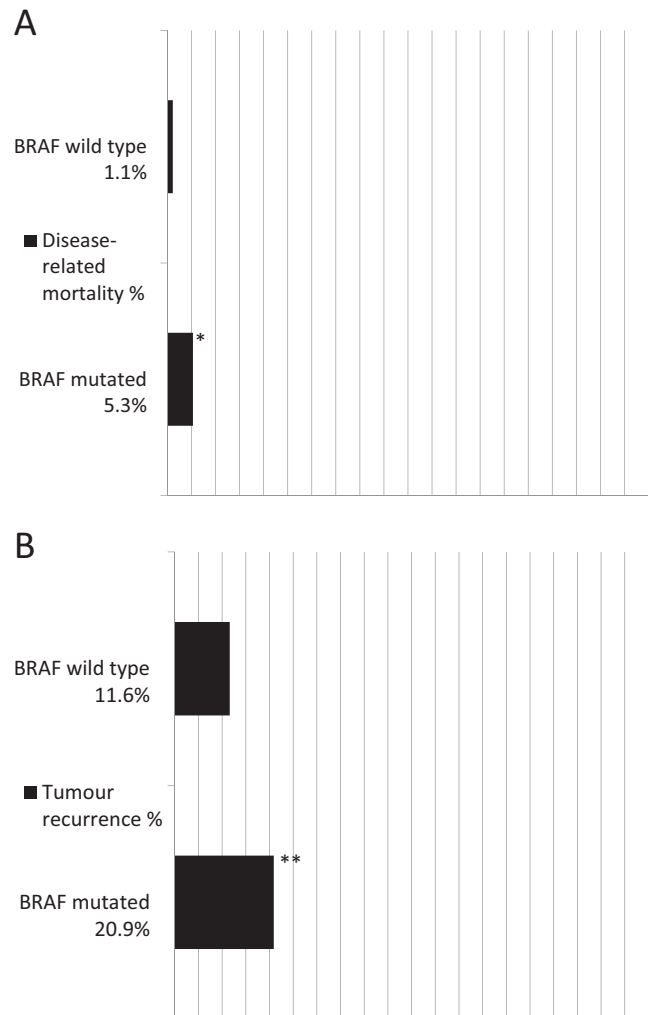 A
BRAF wild type
1.1%
Disease-
related
mortality %
*
BRAF mutated
5.3%
B
BRAF wild type
11.6%
Tumour
recurrence %
**
BRAF mutated
20.9%